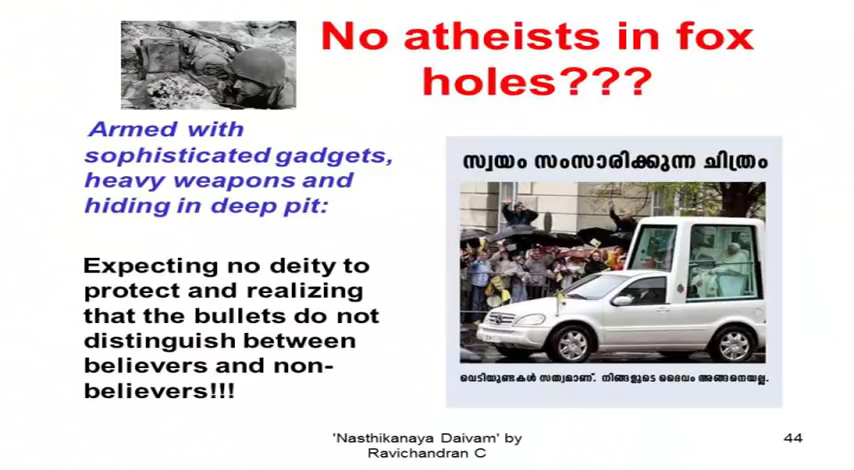 No atheists in fox
holes???
Armed with
sophisticated gadgets,
heavy weapons and
hiding in deep pit:
Expecting no deity to
protect and realizing
that the bullets do not
distinguish between
believers and non-
believers!!!
സ്വയം സംസാരിക്കുന്ന ചിത്രം
വെടിയുണ്ടകൾ സത്യമാണ്. നിങ്ങളുടെ ദൈവം അങ്ങനെയല്ല.
'Nasthikanaya Daivam' by
Ravichandran C
44